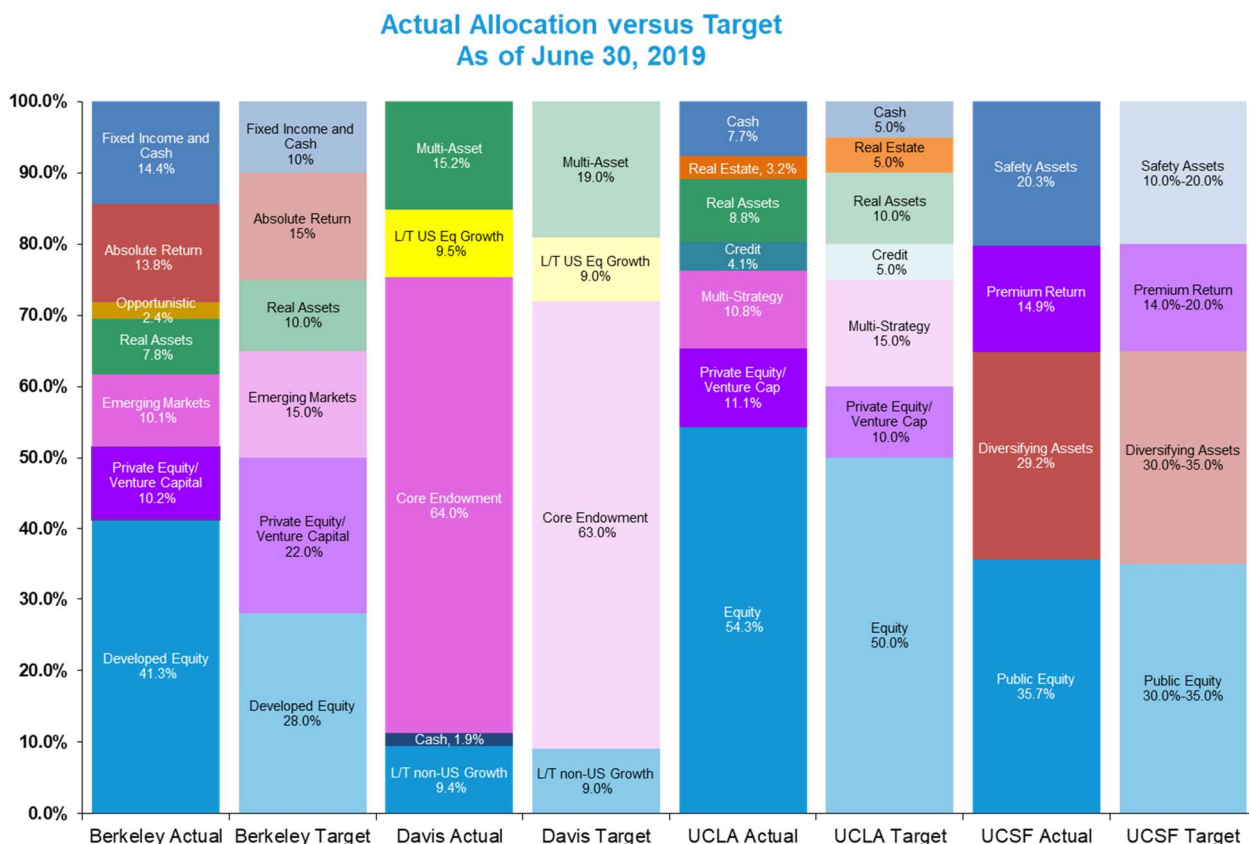 Actual Allocation versus Target
As of June 30, 2019
100.0%
90.0%
80.0%
70.0%
60.0%
50.0%
40.0%
30.0%
20.0%
10.0%
0.0%
Fixed Income and
Cash
14.4%
Absolute Return
13.8%
Opportunistic
2.4%
Real Assets
7.8%
Emerging Markets
10.1%
Private Equity/
Venture Capital
10.2%
Developed Equity
41.3%
Fixed Income and
Cash
10%
Absolute Return
15%
Real Assets
10.0%
Emerging Markets
15.0%
Private Equity/
Venture Capital
22.0%
Developed Equity
28.0%
Multi-Asset
15.2%
L/T US Eq Growth
9.5%
Core Endowment
64.0%
Cash, 1.9%
L/T non-US Growth
9.4%
Multi-Asset
19.0%
L/T US Eq Growth
9.0%
Core Endowment
63.0%
L/T non-US Growth
9.0%
Cash
7.7%
Real Estate, 3.2%
Real Assets
8.8%
Credit
4.1%
Multi-Strategy
10.8%
Private Equity/
Venture Cap
11.1%
Equity
54.3%
Cash
5.0%
Real Estate
5.0%
Real Assets
10.0%
Credit
5.0%
Multi-Strategy
15.0%
Private Equity/
Venture Cap
10.0%
Equity
50.0%
Safety Assets
20.3%
Premium Return
14.9%
Diversifying Assets
29.2%
Public Equity
35.7%
Safety Assets
10.0%-20.0%
Premium Return
14.0%-20.0%
Diversifying Assets
30.0%-35.0%
Public Equity
30.0%-35.0%
Berkeley Actual
Berkeley Target
Davis Actual
Davis Target
UCLA Actual
UCLA Target
UCSF Actual
UCSF Target